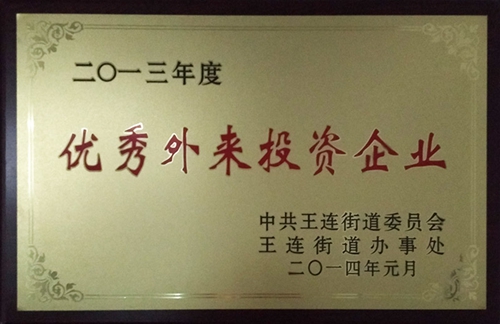 二〇一三年度
优秀外来投资企业
中共王连街道委员会
王连街道办事处
二〇一四年元月